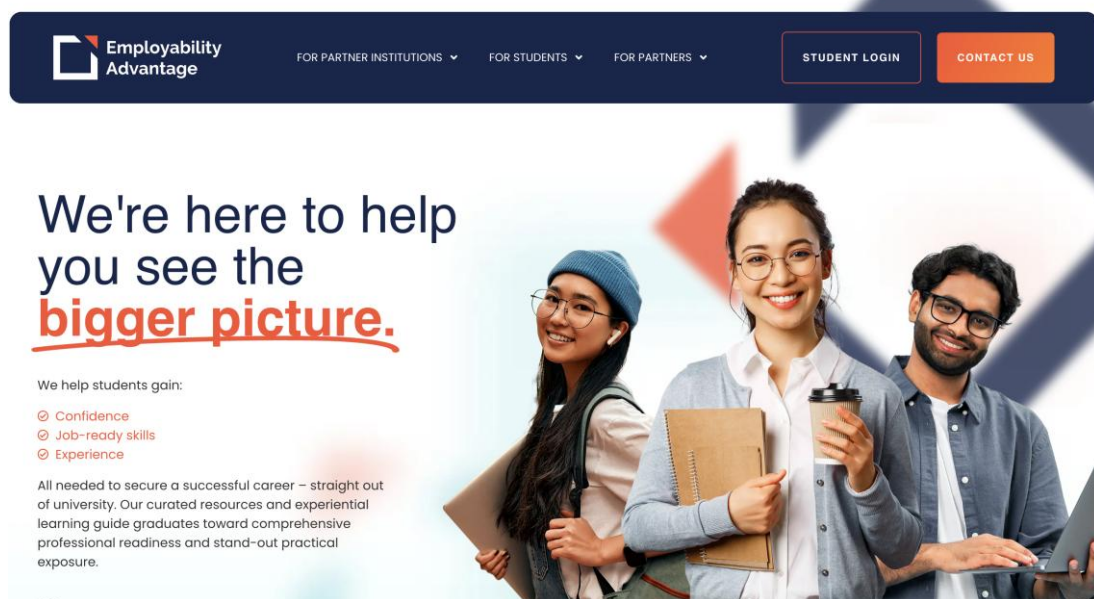 Employability
Advantage
FOR PARTNER INSTITUTIONS
FOR STUDENTS
FOR PARTNERS
STUDENT LOGIN
CONTACT US
We're here to help
you see the
bigger picture.
We help students gain:
Confidence
Job-ready skills
Experience
All needed to secure a successful career – straight out
of university. Our curated resources and experiential
learning guide graduates toward comprehensive
professional readiness and stand-out practical
exposure.